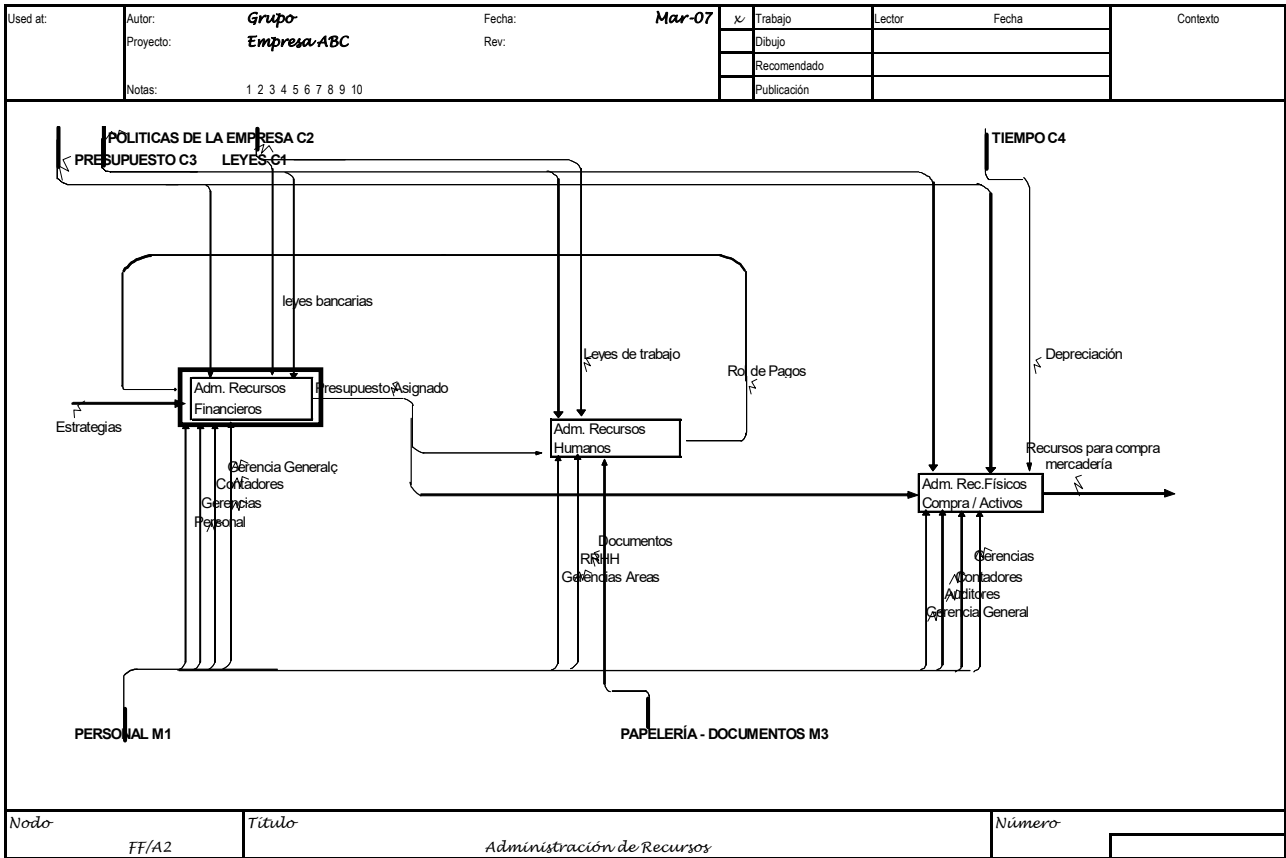 Used at:
Autor: Grupo
Fecha: Mar-07
x Trabajo
Lector Fecha
Contexto
Proyecto: Empresa ABC
Rev:
Dibujo
Recomendado
Notas: 1 2 3 4 5 6 7 8 9 10
Publicación
POLITICAS DE LA EMPRESA C2
TIEMPO C4
PRESUPUESTO C3
LEYES C1
leyes bancarias
Leyes de trabajo
Depreciación
Rol de Pagos
Adm. Recursos
Financieros
Presupuesto Asignado
Estrategias
Adm. Recursos
Humanos
Recursos para compra
mercadería
Gerencia Generalç
Contadores
Gerencias
Personal
Adm. Rec.Físicos
Compra / Activos
Documentos
RRHH
Gerencias Areas
Gerencias
Contadores
Auditores
Gerencia General
PERSONAL M1
PAPELERÍA - DOCUMENTOS M3
Nodo
FF/A2
Título
Administración de Recursos
Número